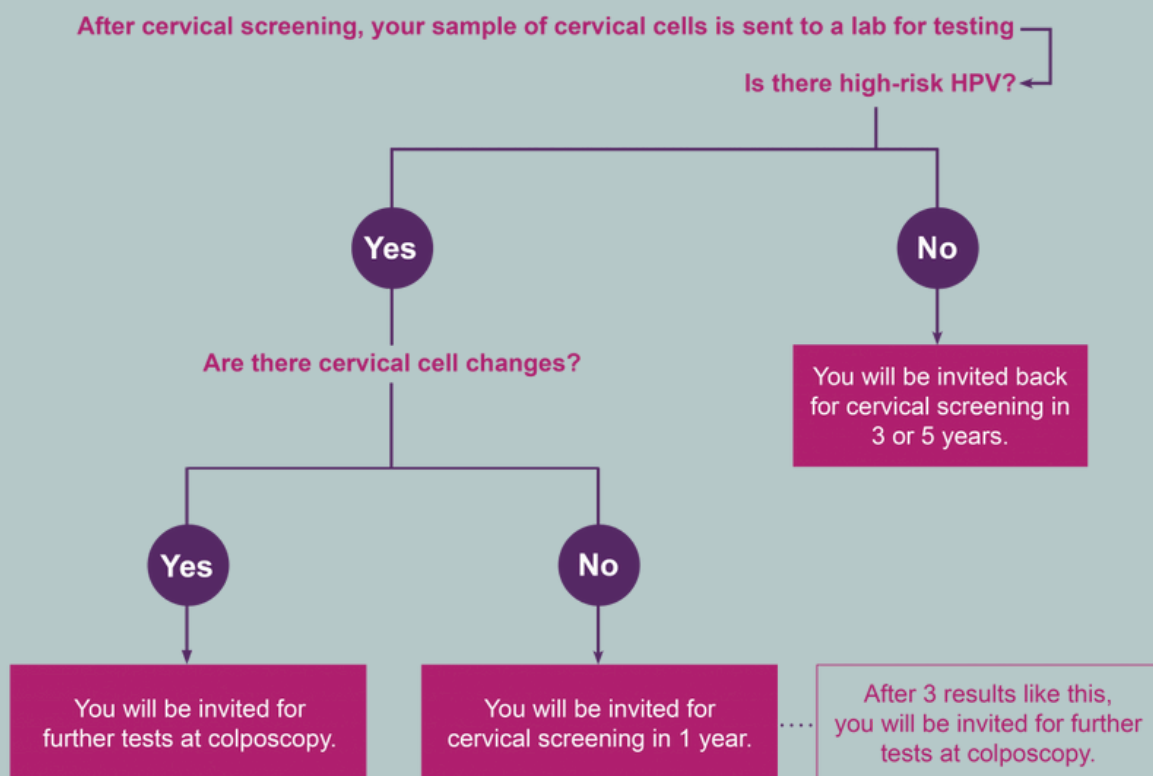 After cervical screening, your sample of cervical cells is sent to a lab for testing
Is there high-risk HPV?
Yes
No
Are there cervical cell changes?
You will be invited back
for cervical screening in
3 or 5 years.
Yes
No
You will be invited for
further tests at colposcopy.
You will be invited for
cervical screening in 1 year.
After 3 results like this,
you will be invited for further
tests at colposcopy.